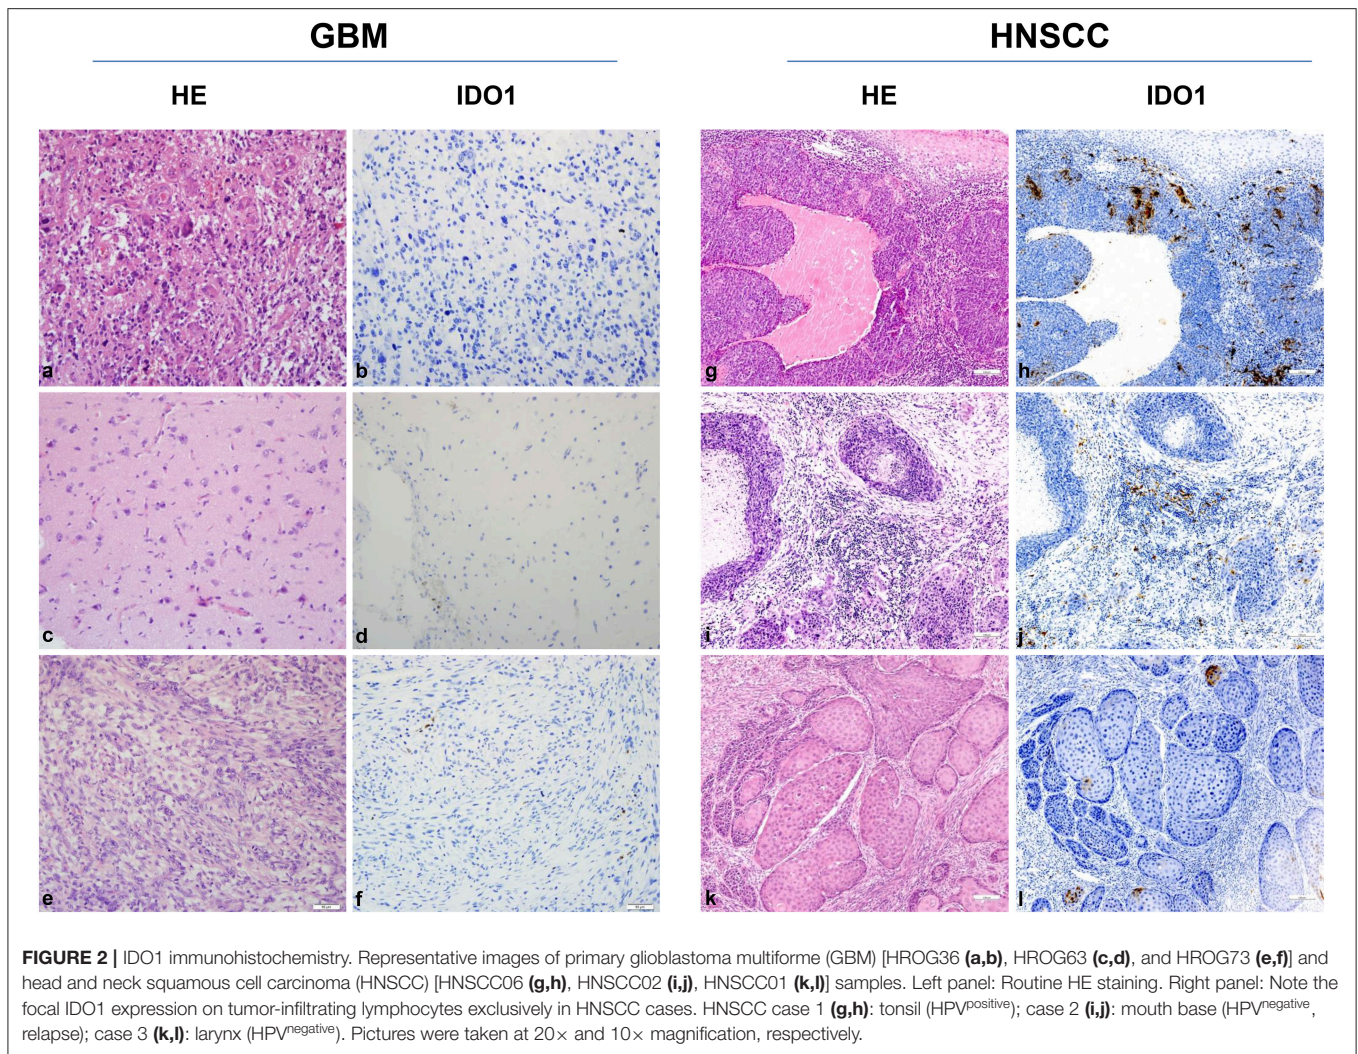 GBM
HNSCC
HE
IDO1
HE
IDO1
a
b
g
h
c
d
i
j
e
f
k
l
FIGURE 2 | IDO1 immunohistochemistry. Representative images of primary glioblastoma multiforme (GBM) [HROG36 (a,b), HROG63 (c,d), and HROG73 (e,f)] and
head and neck squamous cell carcinoma (HNSCC) [HNSCC06 (g,h), HNSCC02 (i,j), HNSCC01 (k,l)] samples. Left panel: Routine HE staining. Right panel: Note the
focal IDO1 expression on tumor-infiltrating lymphocytes exclusively in HNSCC cases. HNSCC case 1 (g,h): tonsil (HPVpositive); case 2 (i,j): mouth base (HPVnegative,
relapse); case 3 (k,l): larynx (HPVnegative). Pictures were taken at 20× and 10× magnification, respectively.